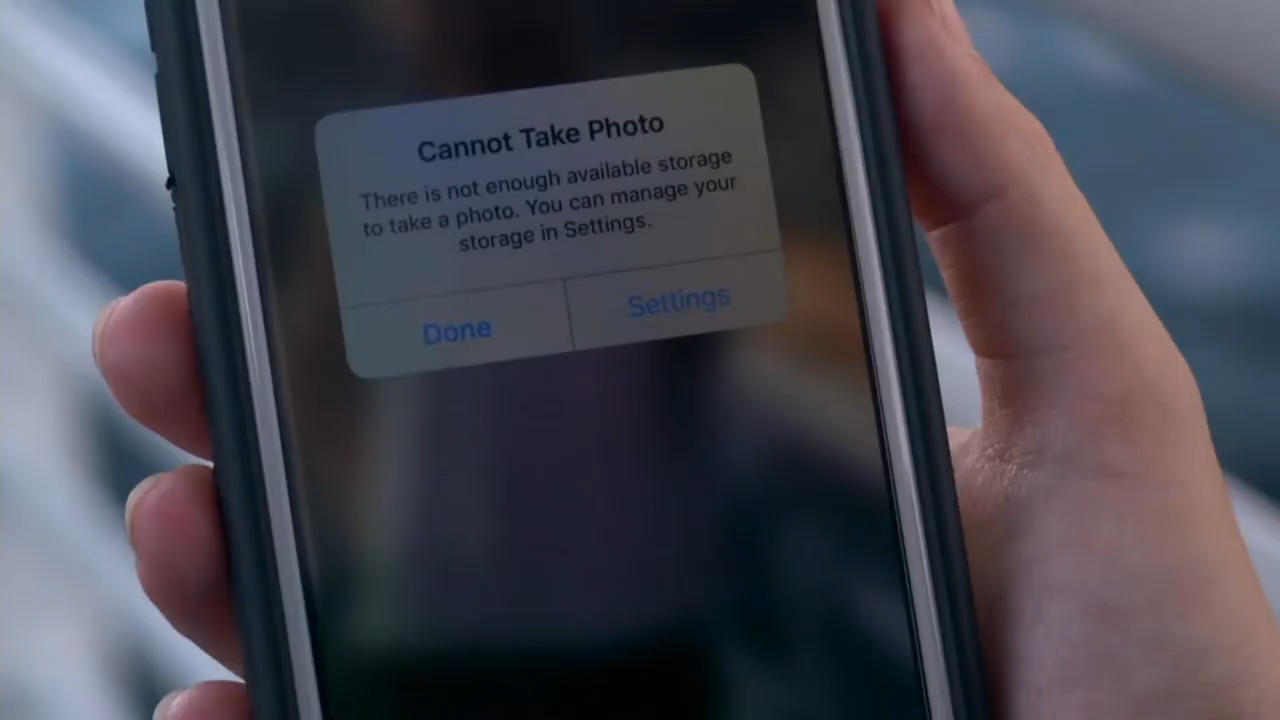 Cannot Take Photo
There is not enough available storage
to take a photo. You can manage your
storage in Settings.
Done
Settings